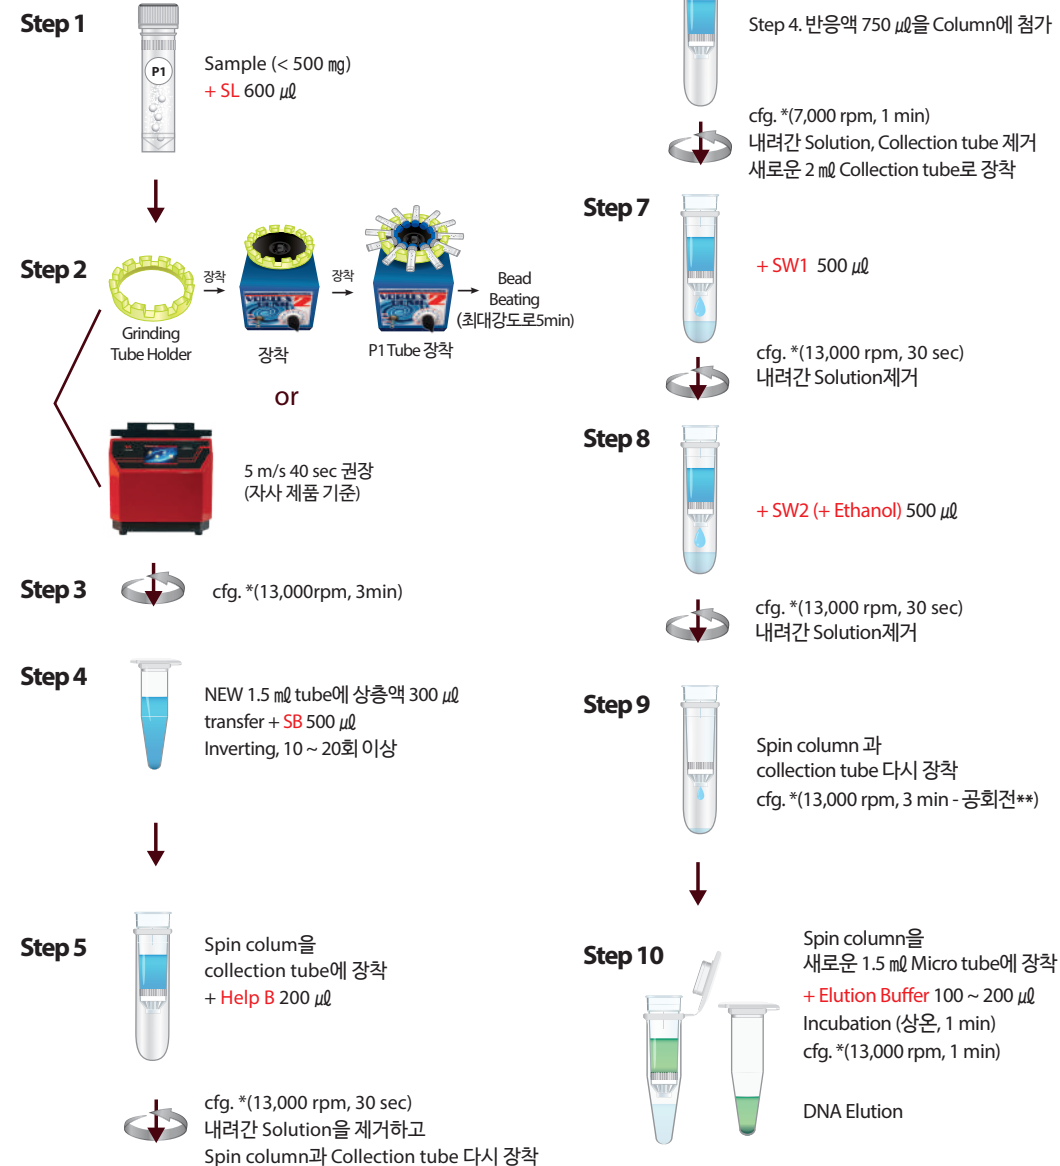 Step 1
P1
Sample (< 500 ㎎)
+ SL 600 ㎕
Step 2
Grinding
Tube Holder
장착
VORTEX
GENIE 2
장착
장착
VORTEX
GENIE 2
P1 Tube 장착
Bead
Beating
(최대강도로5min)
or
5 m/s 40 sec 권장
(자사 제품 기준)
Step 3
cfg. *(13,000rpm, 3min)
Step 4
NEW 1.5 ㎖ tube에 상층액 300 ㎕
transfer + SB 500 ㎕
Inverting, 10 ~ 20회 이상
Step 5
Spin colum을
collection tube에 장착
+ Help B 200 ㎕
cfg. *(13,000 rpm, 30 sec)
내려간 Solution을 제거하고
Spin column과 Collection tube 다시 장착
Step 4. 반응액 750 ㎕을 Column에 첨가
cfg. *(7,000 rpm, 1 min)
내려간 Solution, Collection tube 제거
새로운 2 ㎖ Collection tube로 장착
Step 7
+ SW1 500 ㎕
cfg. *(13,000 rpm, 30 sec)
내려간 Solution제거
Step 8
+ SW2 (+ Ethanol) 500 ㎕
cfg. *(13,000 rpm, 30 sec)
내려간 Solution제거
Step 9
Spin column 과
collection tube 다시 장착
cfg. *(13,000 rpm, 3 min - 공회전**)
Step 10
Spin column을
새로운 1.5 ㎖ Micro tube에 장착
+ Elution Buffer 100 ~ 200 ㎕
Incubation (상온, 1 min)
cfg. *(13,000 rpm, 1 min)
DNA Elution